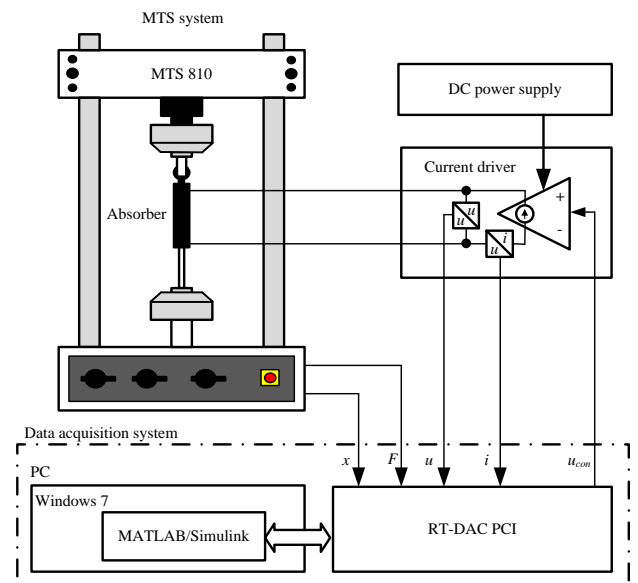 MTS system
MTS 810
DC power supply
Current driver
Absorber
+
-
u
u
i
u
Data acquisition system
x
F
u
i
u_con
PC
Windows 7
MATLAB/Simulink
RT-DAC PCI